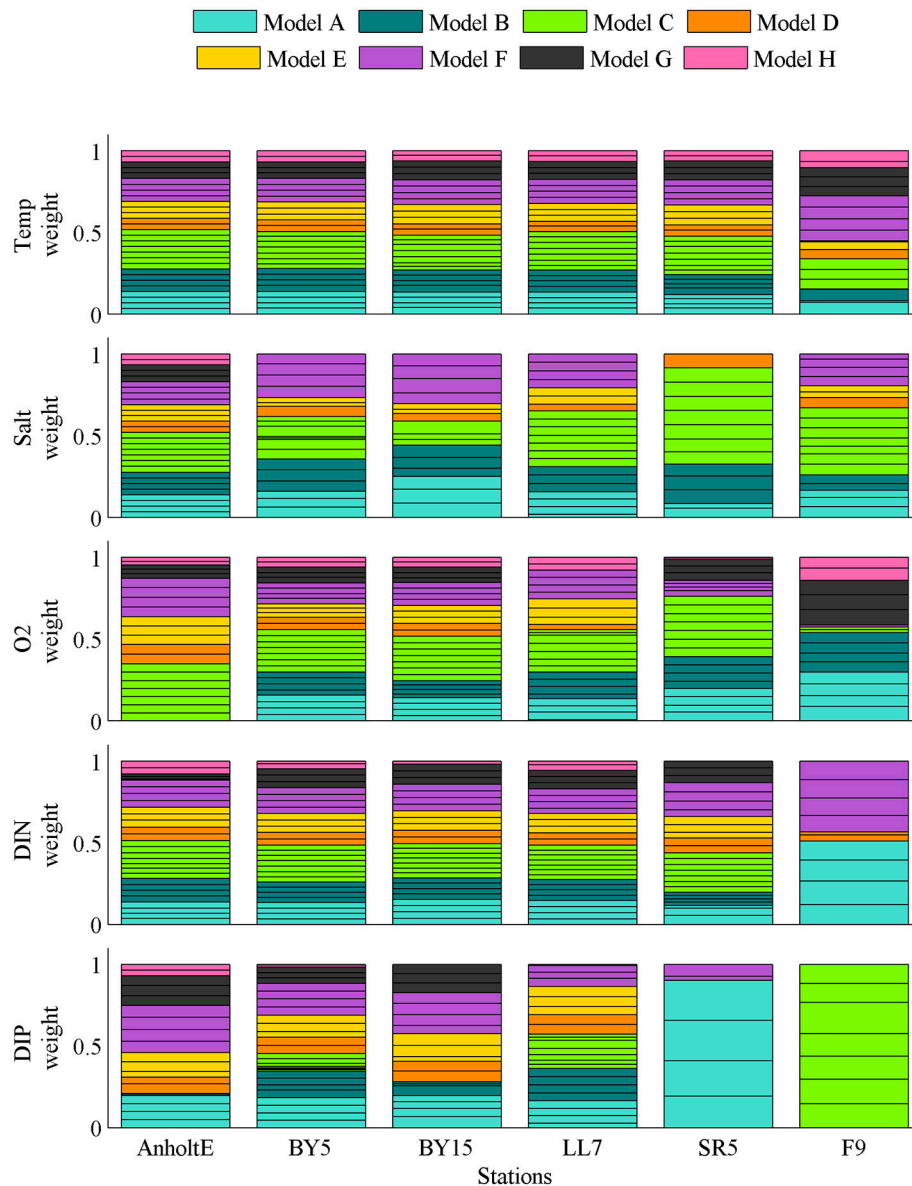 Model A Model B Model C Model D
Model E Model F Model G Model H
1
0.5
0
Temp
weight
1
0.5
0
Salt
weight
1
0.5
0
O2
weight
1
0.5
0
DIN
weight
1
0.5
0
DIP
weight
AnholtE BY5 BY15 LL7 SR5 F9
Stations